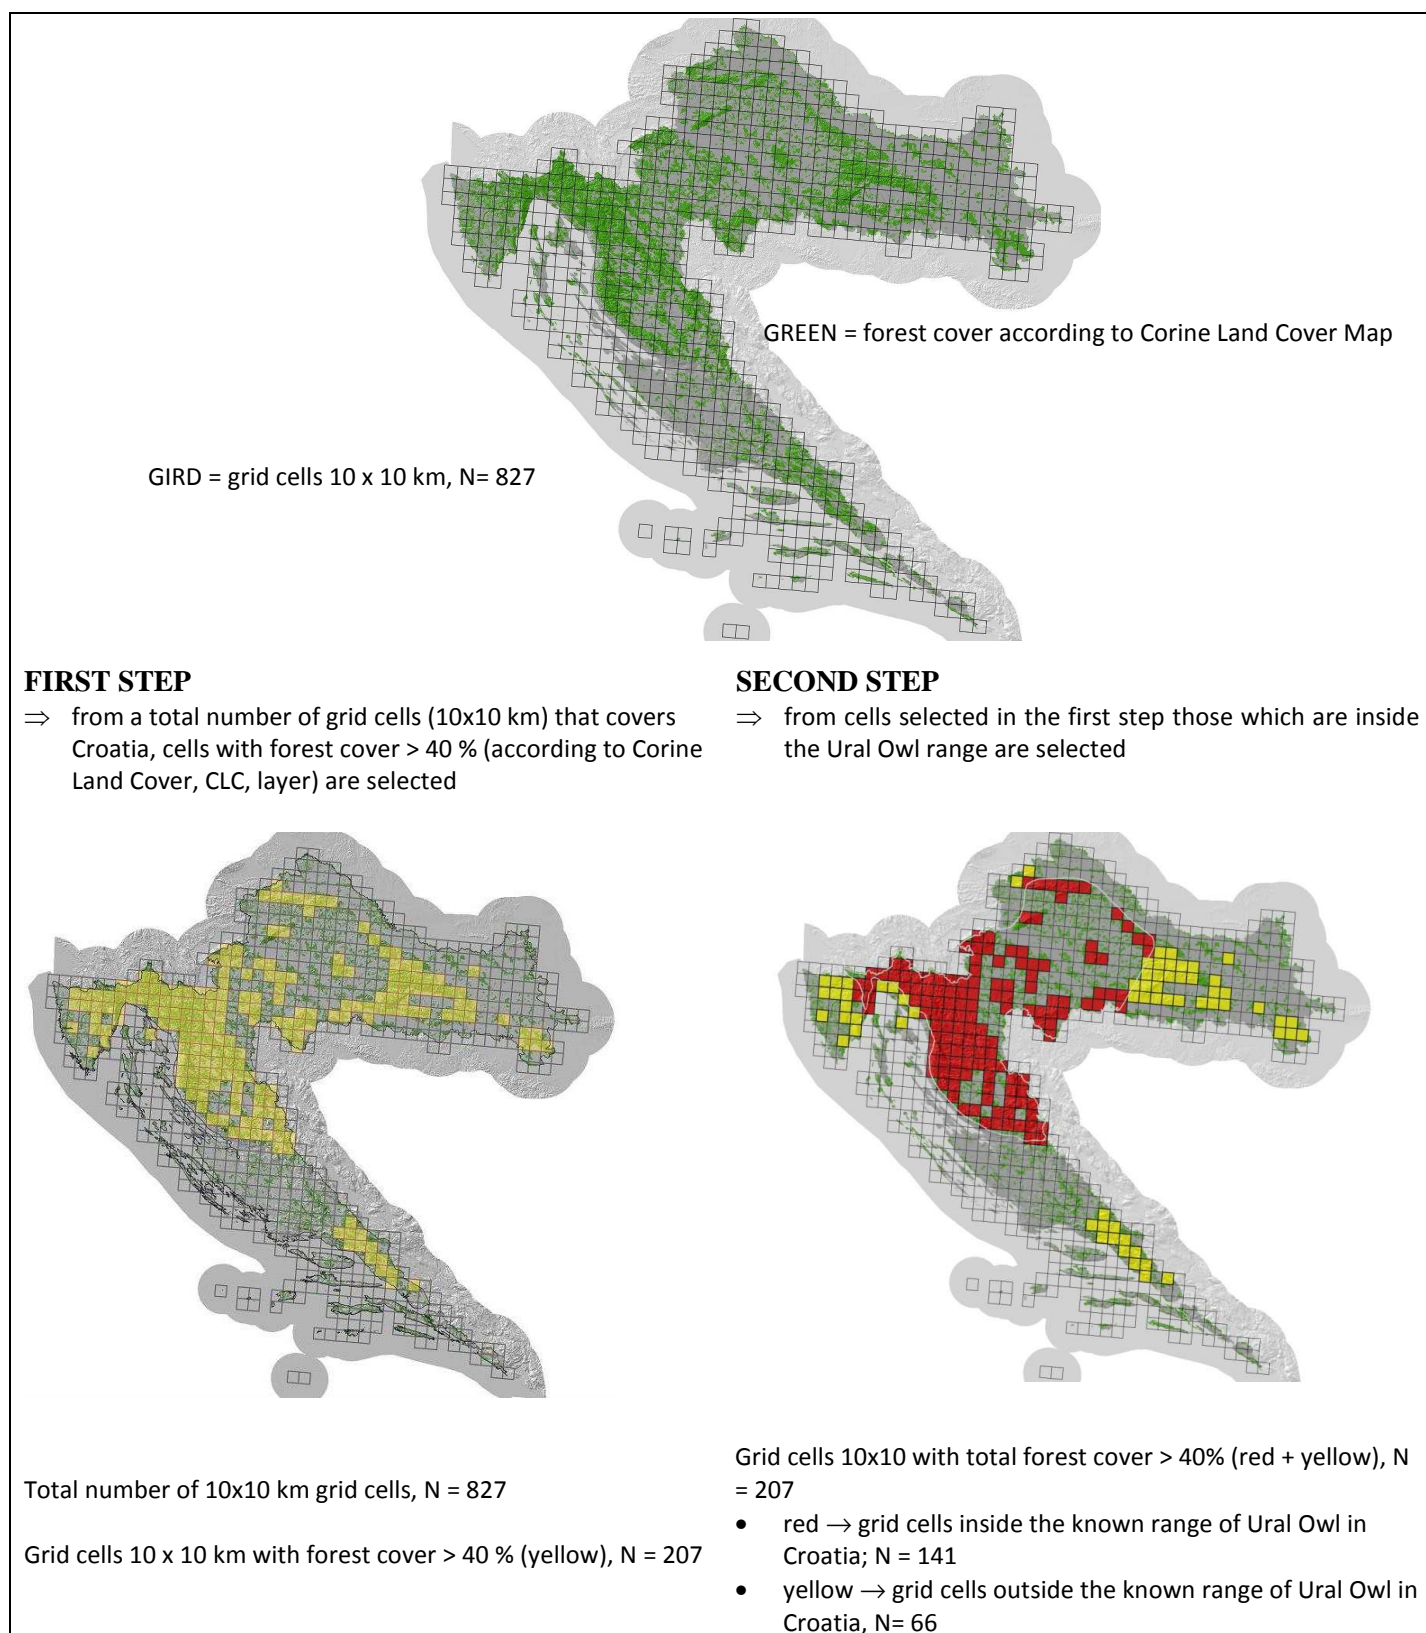 GREEN = forest cover according to Corine Land Cover Map
GIRD = grid cells 10 x 10 km, N= 827
FIRST STEP
⇒ from a total number of grid cells (10x10 km) that covers
Croatia, cells with forest cover > 40 % (according to Corine
Land Cover, CLC, layer) are selected
SECOND STEP
⇒ from cells selected in the first step those which are inside
the Ural Owl range are selected
Total number of 10x10 km grid cells, N = 827
Grid cells 10 x 10 km with forest cover > 40 % (yellow), N = 207
Grid cells 10x10 with total forest cover > 40% (red + yellow), N
= 207
• red → grid cells inside the known range of Ural Owl in
Croatia; N = 141
• yellow → grid cells outside the known range of Ural Owl in
Croatia, N= 66